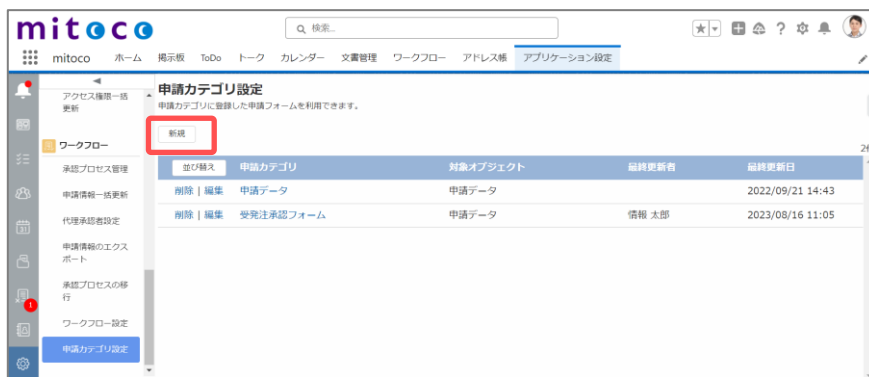 mitoco
検索...
mitoco ホーム 掲示板 ToDo トーク カレンダー 文書管理 ワークフロー アドレス帳 アプリケーション設定
アクセス権限一括
更新
ワークフロー
承認プロセス管理
申請情報一括更新
代理承認者設定
申請情報のエクス
ポート
承認プロセスの移
行
ワークフロー設定
申請カテゴリ設定
31
1
申請カテゴリ設定
申請カテゴリに登録した申請フォームを利用できます。
新規
並び替え 申請カテゴリ 対象オブジェクト 最終更新者 最終更新日
削除 | 編集 申請データ 申請データ 2022/09/21 14:43
削除 | 編集 受発注承認フォーム 申請データ 情報 太郎 2023/08/16 11:05